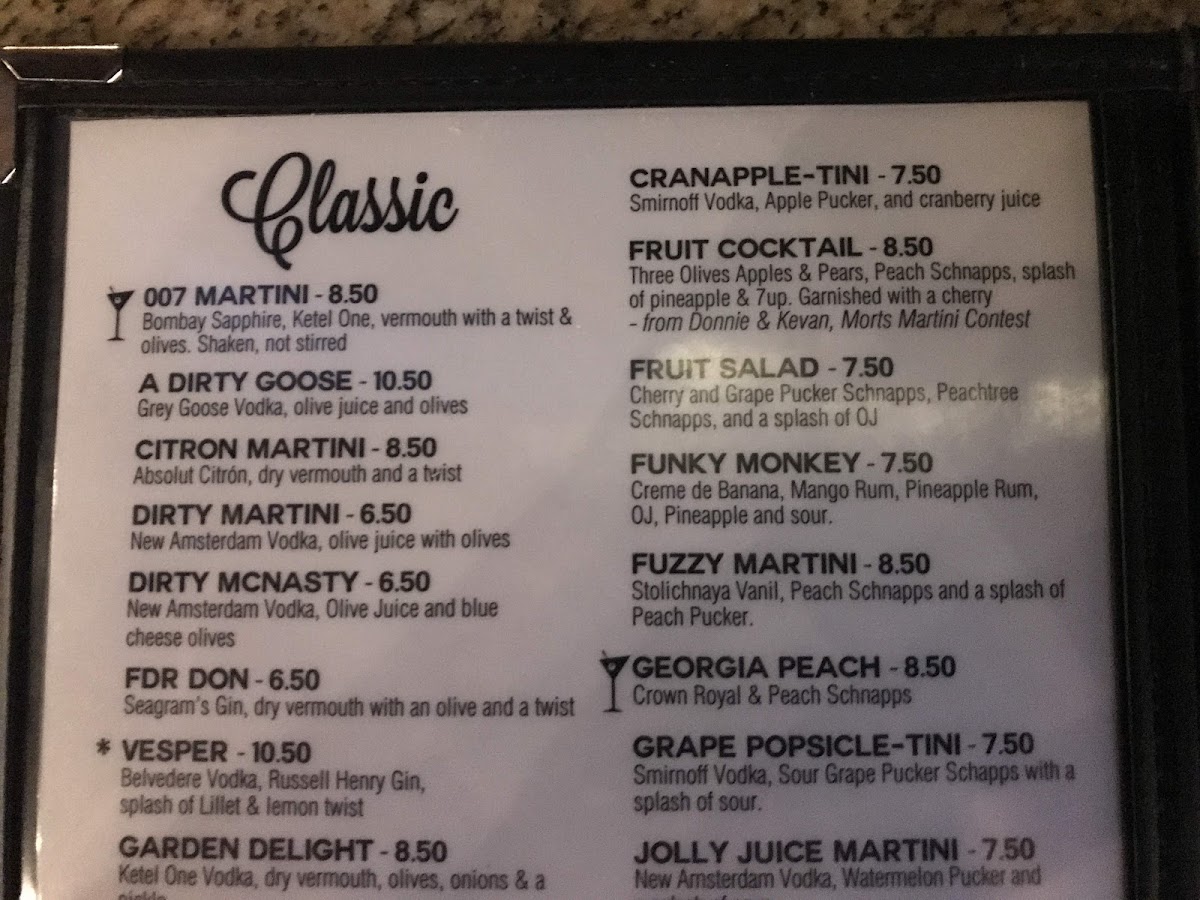 Classic
007 MARTINI - 8.50
Bombay Sapphire, Ketel One, vermouth with a twist &
olives. Shaken, not stirred
A DIRTY GOOSE - 10.50
Grey Goose Vodka, olive juice and olives
CITRON MARTINI - 8.50
Absolut Citrón, dry vermouth and a twist
DIRTY MARTINI - 6.50
New Amsterdam Vodka, olive juice with olives
DIRTY MCNASTY - 6.50
New Amsterdam Vodka, Olive Juice and blue
cheese olives
FDR DON - 6.50
Seagram's Gin, dry vermouth with an olive and a twist
* VESPER - 10.50
Belvedere Vodka, Russell Henry Gin,
splash of Lillet & lemon twist
GARDEN DELIGHT - 8.50
Ketel One Vodka, dry vermouth, olives, onions & a
CRANAPPLE-TINI - 7.50
Smirnoff Vodka, Apple Pucker, and cranberry juice
FRUIT COCKTAIL - 8.50
Three Olives Apples & Pears, Peach Schnapps, splash
of pineapple & 7up. Garnished with a cherry
- from Donnie & Kevan, Morts Martini Contest
FRUIT SALAD - 7.50
Cherry and Grape Pucker Schnapps, Peachtree
Schnapps, and a splash of OJ
FUNKY MONKEY - 7.50
Creme de Banana, Mango Rum, Pineapple Rum,
OJ, Pineapple and sour.
FUZZY MARTINI - 8.50
Stolichnaya Vanil, Peach Schnapps and a splash of
Peach Pucker.
GEORGIA PEACH - 8.50
Crown Royal & Peach Schnapps
GRAPE POPSICLE-TINI - 7.50
Smirnoff Vodka, Sour Grape Pucker Schapps with a
splash of sour.
JOLLY JUICE MARTINI - 7.50
New Amsterdam Vodka, Watermelon Pucker and